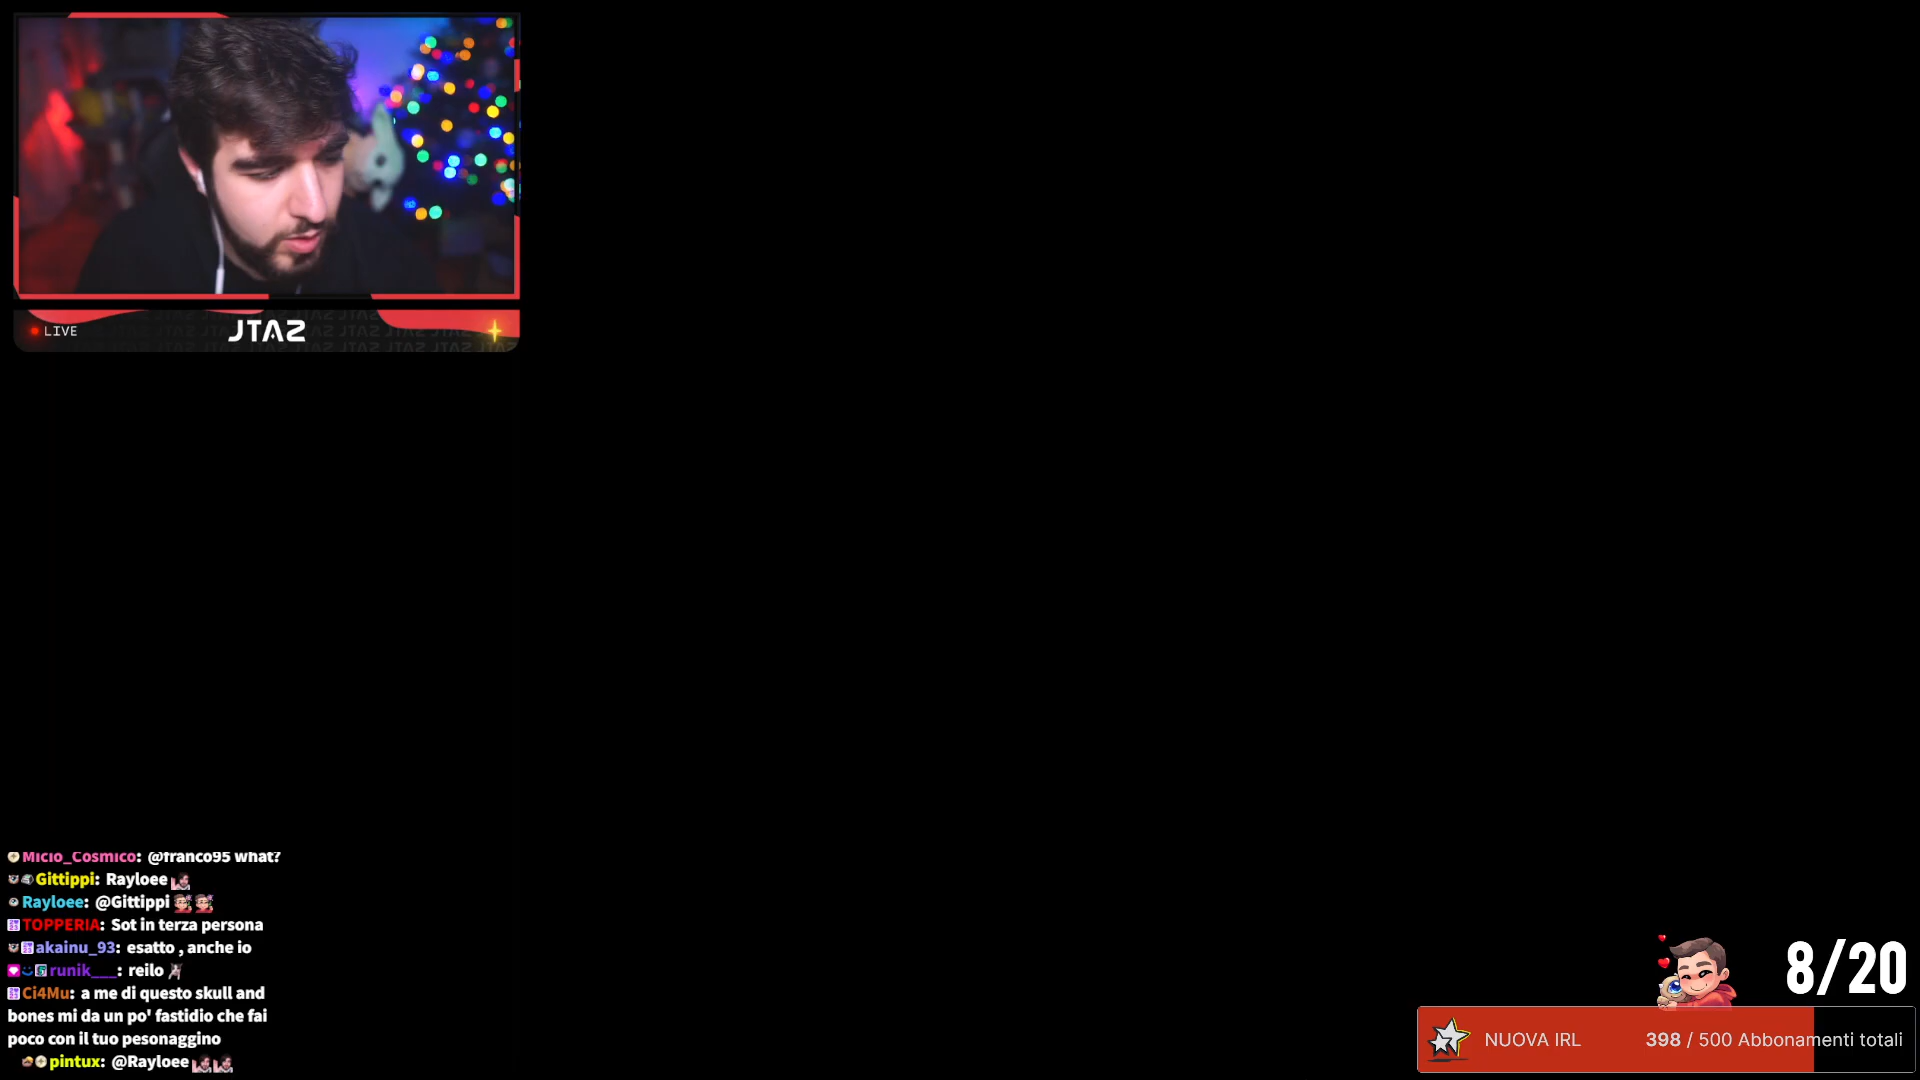 LIVE
JTAZ
Micio_Cosmico: @franco95 what?
Gittippi: Rayloee
Rayloee: @Gittippi
TOPPERIA: Sot in terza persona
akainu_93: esatto , anche io
runik___: reilo
Ci4Mu: a me di questo skull and
bones mi da un po' fastidio che fai
poco con il tuo pesonaggino
pintux: @Rayloee
8/20
NUOVA IRL 398 / 500 Abbonamenti totali